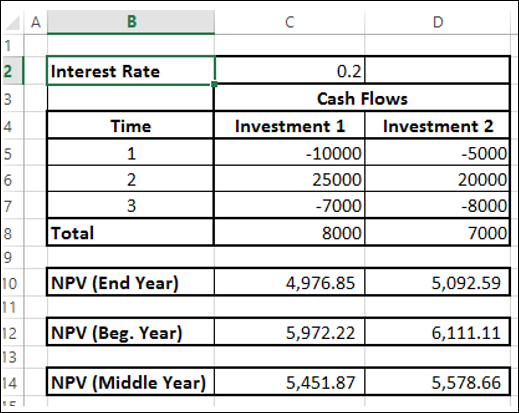 A B C D
1
2 Interest Rate 0.2
3 Cash Flows
4 Time Investment 1 Investment 2
5 1 -10000 -5000
6 2 25000 20000
7 3 -7000 -8000
8 Total 8000 7000
9
10 NPV (End Year) 4,976.85 5,092.59
11
12 NPV (Beg. Year) 5,972.22 6,111.11
13
14 NPV (Middle Year) 5,451.87 5,578.66